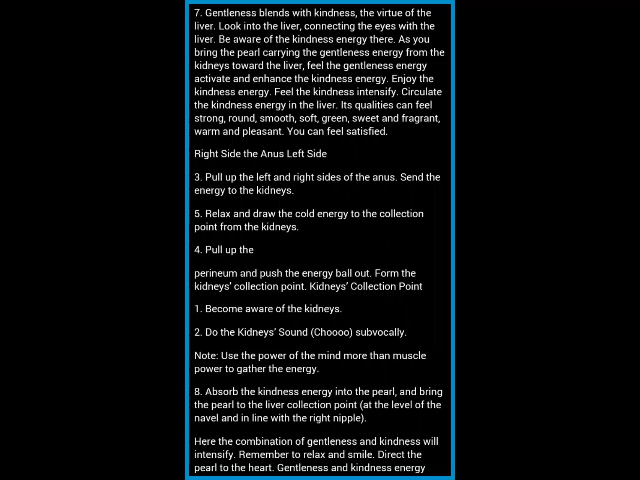 7. Gentleness blends with kindness, the virtue of the
liver. Look into the liver, connecting the eyes with the
liver. Be aware of the kindness energy there. As you
bring the pearl carrying the gentleness energy from the
kidneys toward the liver, feel the gentleness energy
activate and enhance the kindness energy. Enjoy the
kindness energy. Feel the kindness intensify. Circulate
the kindness energy in the liver. Its qualities can feel
strong, round, smooth, soft, green, sweet and fragrant,
warm and pleasant. You can feel satisfied.
Right Side the Anus Left Side
3. Pull up the left and right sides of the anus. Send the
energy to the kidneys.
5. Relax and draw the cold energy to the collection
point from the kidneys.
4. Pull up the
perineum and push the energy ball out. Form the
kidneys’ collection point. Kidneys’ Collection Point
1. Become aware of the kidneys.
2. Do the Kidneys’ Sound (Choooo) subvocally.
Note: Use the power of the mind more than muscle
power to gather the energy.
8. Absorb the kindness energy into the pearl, and bring
the pearl to the liver collection point (at the level of the
navel and in line with the right nipple).
Here the combination of gentleness and kindness will
intensify. Remember to relax and smile. Direct the
pearl to the heart. Gentleness and kindness energy